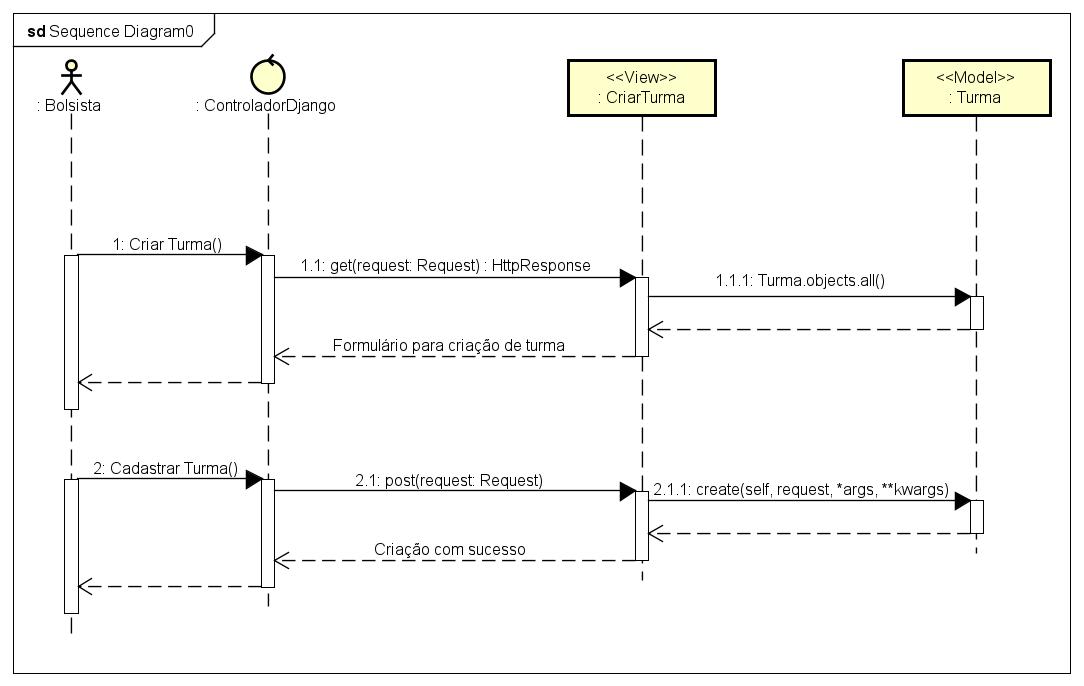 sd Sequence Diagram0
: Bolsista
: ControladorDjango
<<View>>
: CriarTurma
<<Model>>
: Turma
1: Criar Turma()
1.1: get(request: Request) : HttpResponse
1.1.1: Turma.objects.all()
Formulário para criação de turma
2: Cadastrar Turma()
2.1: post(request: Request)
2.1.1: create(self, request, *args, **kwargs)
Criação com sucesso